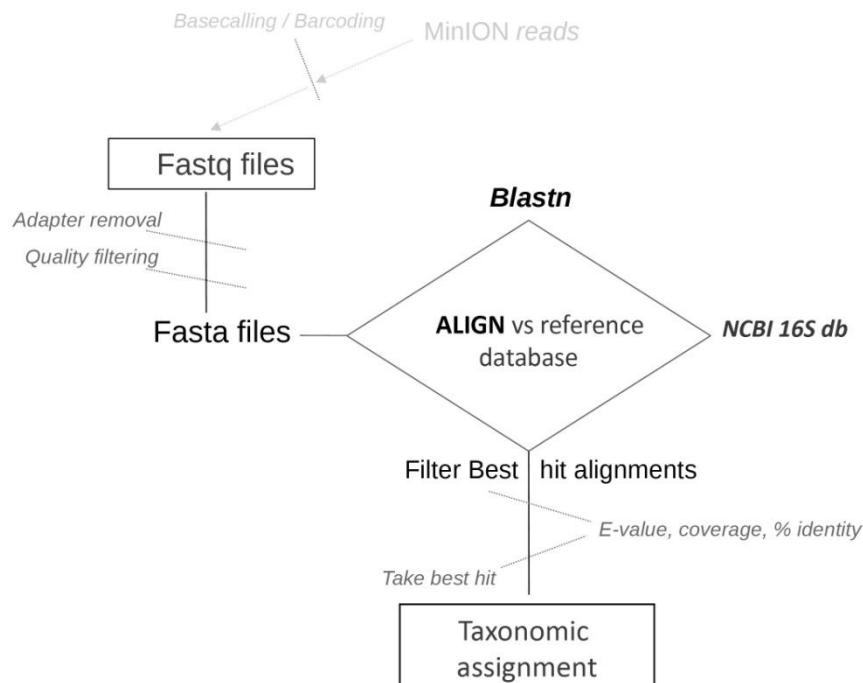 Basecalling / Barcoding
MinION reads
Fastq files
Adapter removal
Quality filtering
Fasta files
Blastn
ALIGN vs reference
database
NCBI 16S db
Filter Best hit alignments
E-value, coverage, % identity
Take best hit
Taxonomic
assignment